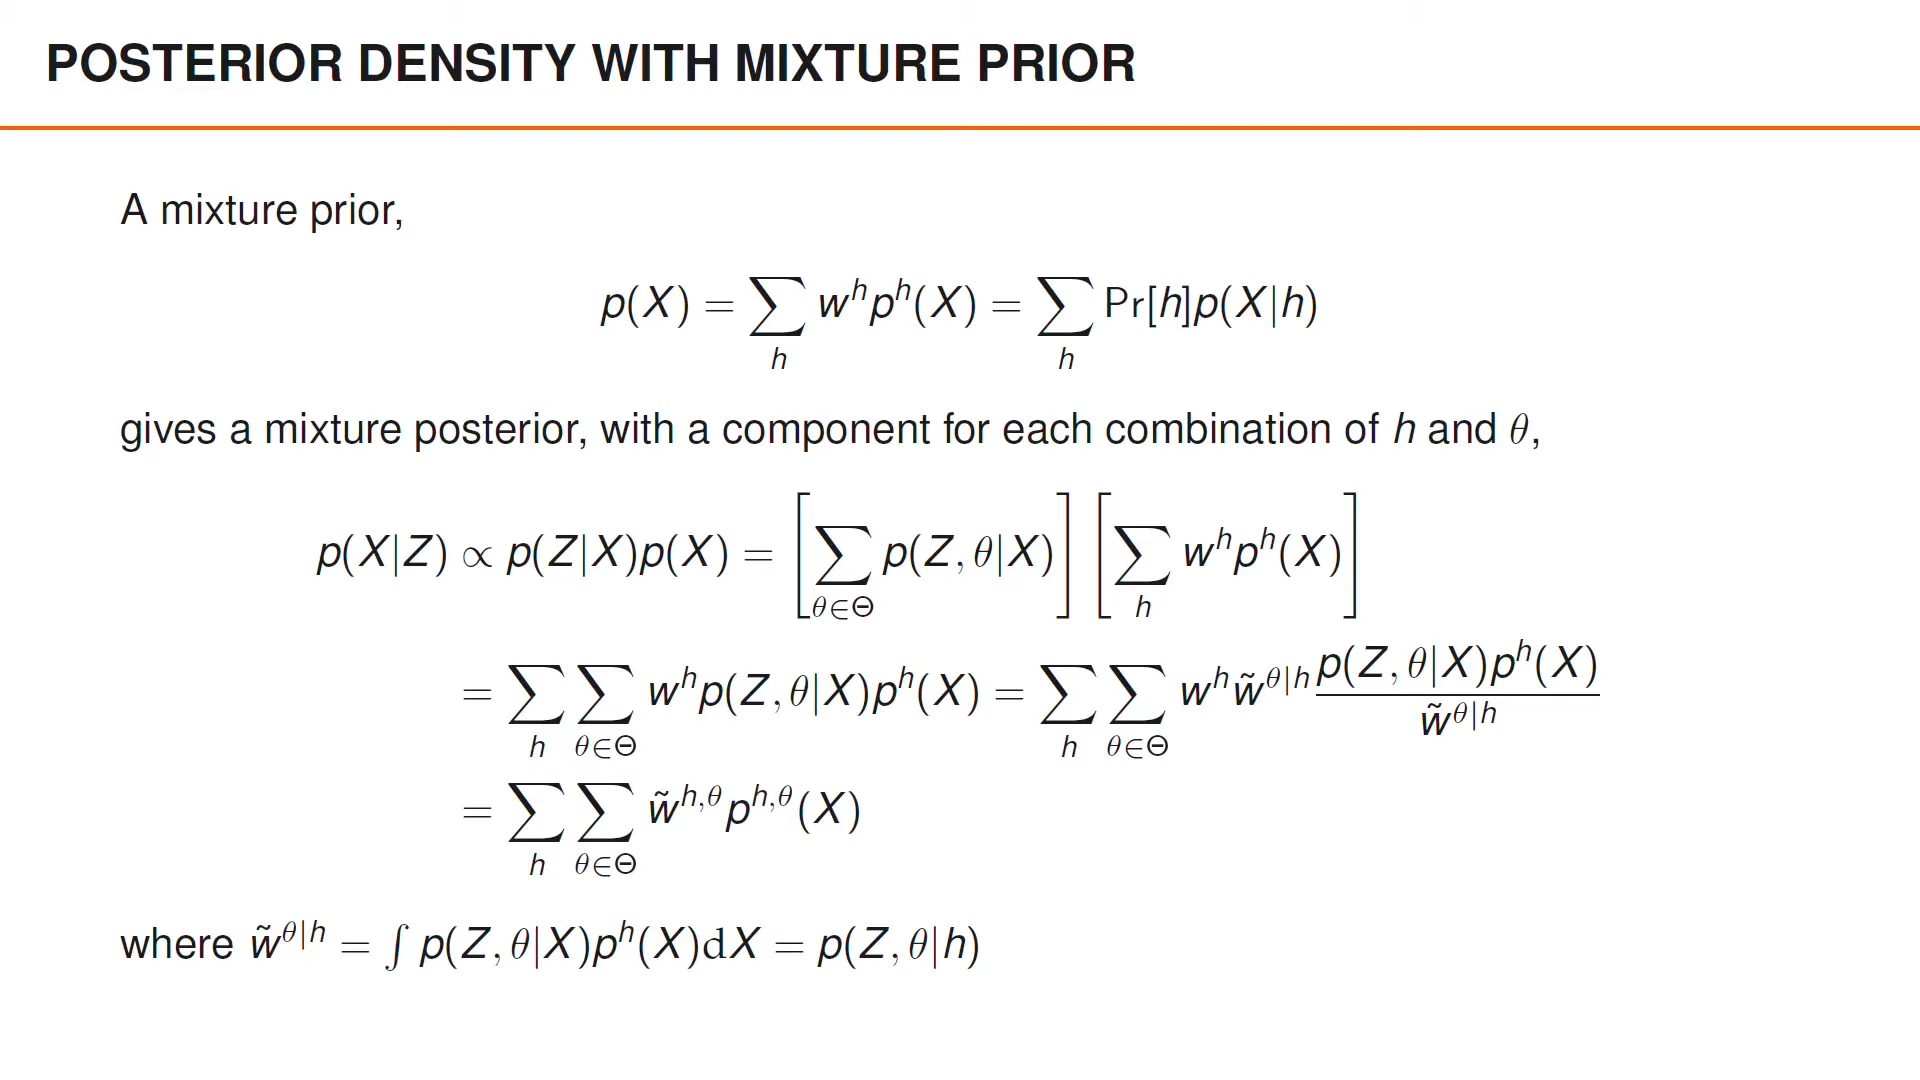 POSTERIOR DENSITY WITH MIXTURE PRIOR
A mixture prior,
p(X) = ∑_h w^h p^h(X) = ∑_h Pr[h]p(X|h)
gives a mixture posterior, with a component for each combination of h and θ,
p(X|Z) ∝ p(Z|X)p(X) = [∑_{θ∈Θ} p(Z, θ|X)] [∑_h w^h p^h(X)]
= ∑_h ∑_{θ∈Θ} w^h p(Z, θ|X)p^h(X) = ∑_h ∑_{θ∈Θ} w^h w̃^{θ|h} \frac{p(Z, θ|X)p^h(X)}{w̃^{θ|h}}
= ∑_h ∑_{θ∈Θ} w̃^{h,θ} p^{h,θ}(X)
where w̃^{θ|h} = ∫ p(Z, θ|X)p^h(X)dX = p(Z, θ|h)